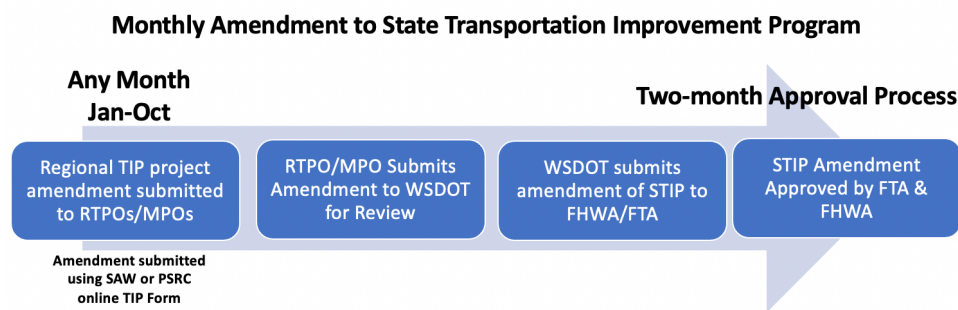 Monthly Amendment to State Transportation Improvement Program
Any Month
Jan-Oct
Two-month Approval Process
Regional TIP project
amendment submitted
to RTPOs/MPOs
RTPO/MPO Submits
Amendment to WSDOT
for Review
WSDOT submits
amendment of STIP to
FHWA/FTA
STIP Amendment
Approved by FTA &
FHWA
Amendment submitted
using SAW or PSRC
online TIP Form